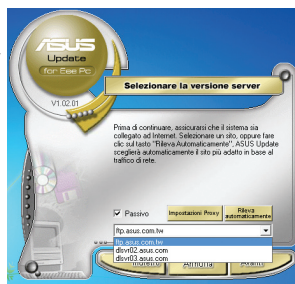 ASUS
Update
for Eee Pc
V1.02.01
Selezionare la versione server
Prima di continuare, assicurarsi che il sistema sia
collegato ad Internet. Selezionare un sito, oppure fare
clic sul tasto "Rileva Automaticamente". ASUS Update
sceglierà automaticamente il sito più adatto in base al
traffico di rete.
Passivo
Impostazioni Proxy
Rileva
automaticamente
ftp.asus.com.tw
ftp.asus.com.tw
dlsvr02.asus.com
dlsvr03.asus.com
Indietro
Annulla
Avanti